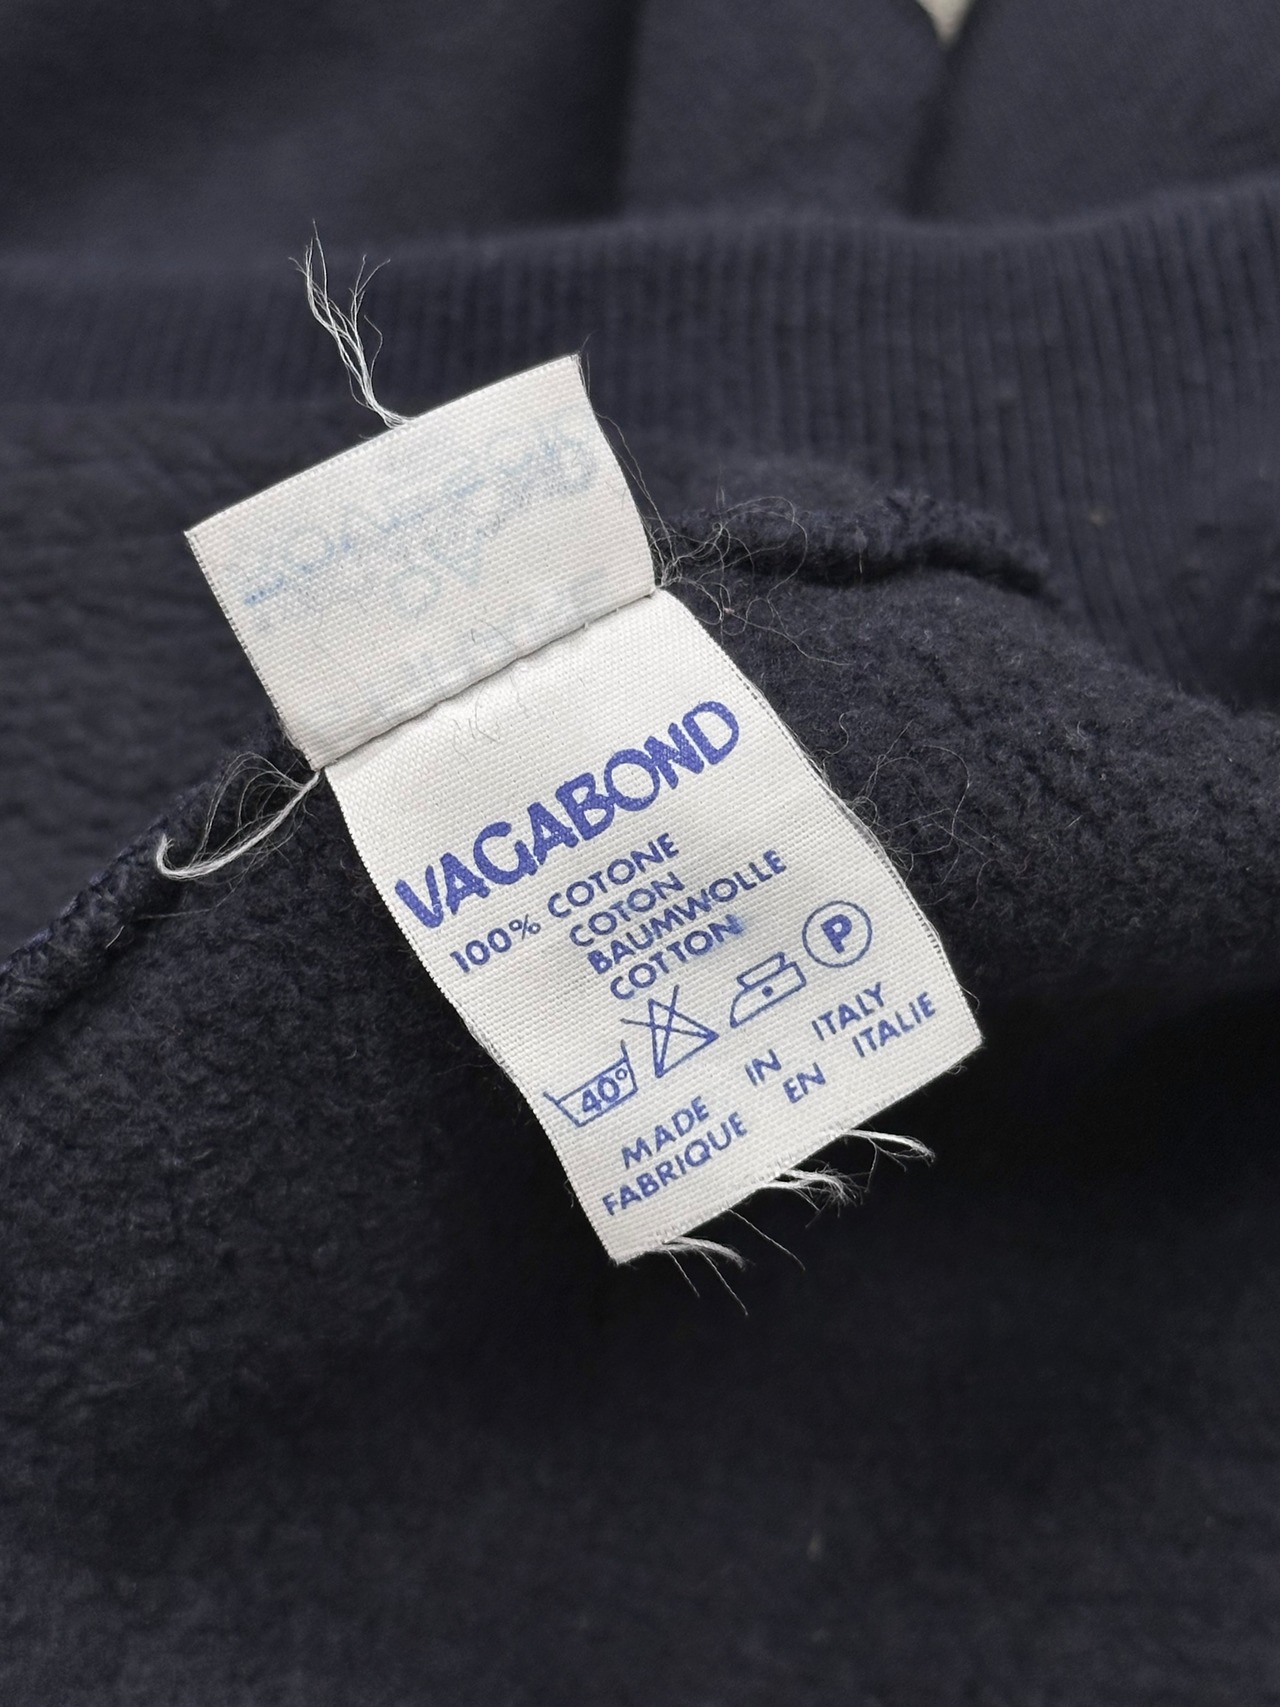 VAGABOND
100% COTONE
COTON
BAUMWOLLE
COTTON
40° P
MADE IN ITALY
FABRIQUE EN ITALIE